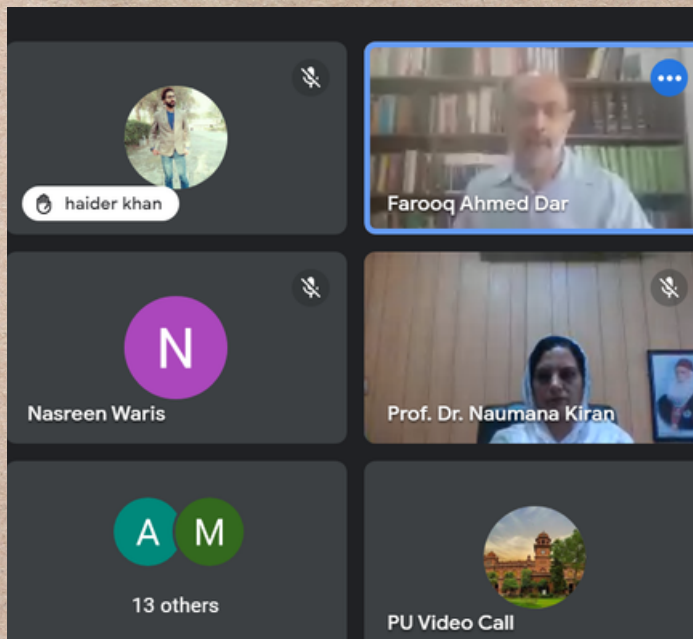 haider khan
Farooq Ahmed Dar
N
Nasreen Waris
Prof. Dr. Naumana Kiran
A M
13 others
PU Video Call